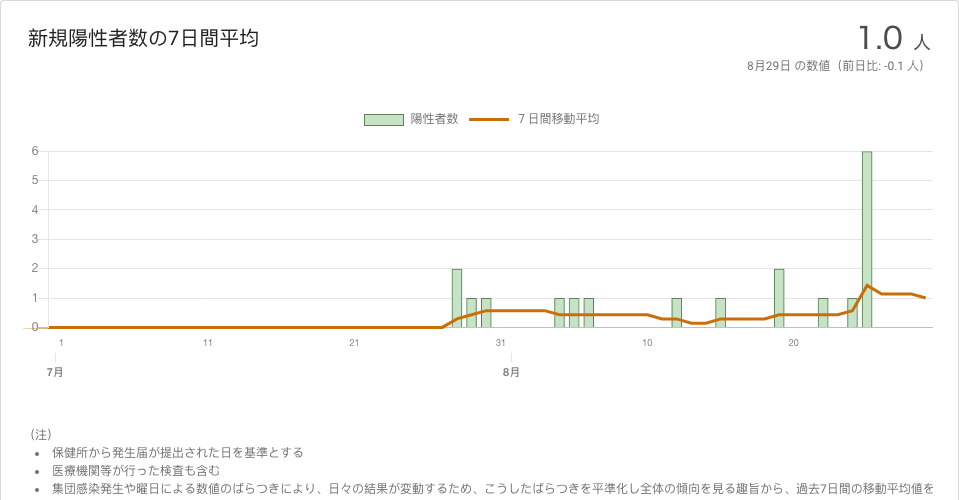 新規陽性者数の7日間平均
1.0 人
8月29日 の数値（前日比: -0.1 人）
陽性者数 7 日間移動平均
6
5
4
3
2
1
0
1 11 21 31 10 20
7月 8月
（注）
• 保健所から発生届が提出された日を基準とする
• 医療機関等が行った検査も含む
• 集団感染発生や曜日による数値のばらつきにより、日々の結果が変動するため、こうしたばらつきを平準化し全体の傾向を見る趣旨から、過去7日間の移動平均値を